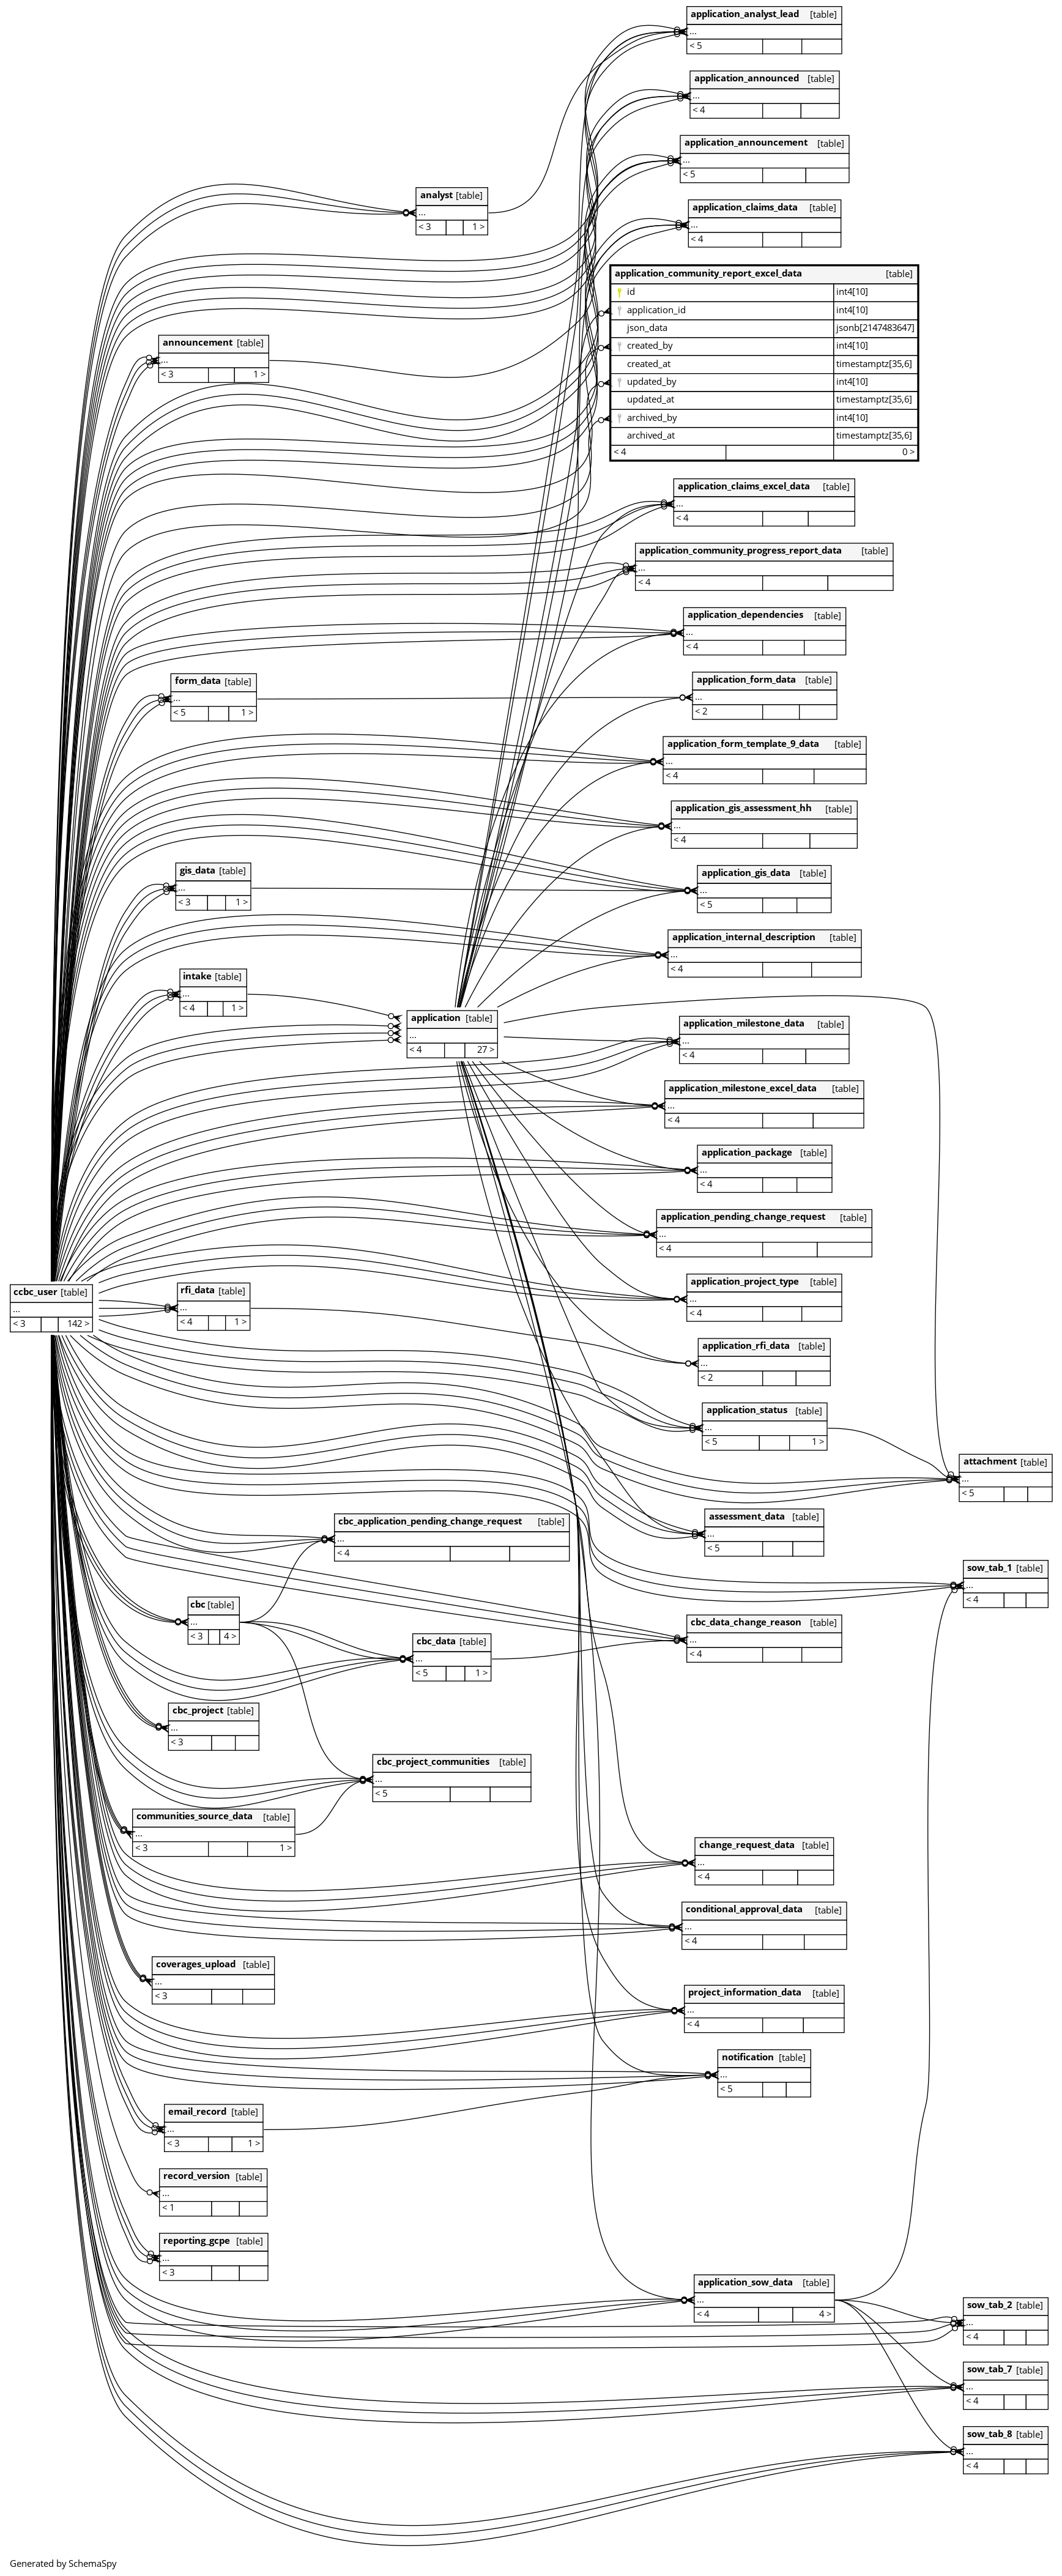 application_analyst_lead [table]
...
< 5
application_announced [table]
...
< 4
application_announcement [table]
...
< 5
analyst [table]
...
< 3 1 >
application_claims_data [table]
...
< 4
application_community_report_excel_data [table]
id int4[10]
application_id int4[10]
json_data jsonb[2147483647]
created_by int4[10]
created_at timestamptz[35,6]
updated_by int4[10]
updated_at timestamptz[35,6]
archived_by int4[10]
archived_at timestamptz[35,6]
< 4 0 >
announcement [table]
...
< 3 1 >
application_claims_excel_data [table]
...
< 4
application_community_progress_report_data [table]
...
< 4
application_dependencies [table]
...
< 4
form_data [table]
...
< 5 1 >
application_form_data [table]
...
< 2
application_form_template_9_data [table]
...
< 4
application_gis_assessment_hh [table]
...
< 4
gis_data [table]
...
< 3 1 >
application_gis_data [table]
...
< 5
application_internal_description [table]
...
< 4
intake [table]
...
< 4 1 >
application [table]
...
< 4 27 >
application_milestone_data [table]
...
< 4
application_milestone_excel_data [table]
...
< 4
application_package [table]
...
< 4
application_pending_change_request [table]
...
< 4
ccbc_user [table]
...
< 3 142 >
rfi_data [table]
...
< 4 1 >
application_project_type [table]
...
< 4
application_rfi_data [table]
...
< 2
application_status [table]
...
< 5 1 >
attachment [table]
...
< 5
assessment_data [table]
...
< 5
cbc_application_pending_change_request [table]
...
< 4
sow_tab_1 [table]
...
< 4
cbc [table]
...
< 3 4 >
cbc_data_change_reason [table]
...
< 4
cbc_data [table]
...
< 5 1 >
cbc_project [table]
...
< 3
cbc_project_communities [table]
...
< 5
communities_source_data [table]
...
< 3 1 >
change_request_data [table]
...
< 4
conditional_approval_data [table]
...
< 4
coverages_upload [table]
...
< 3
project_information_data [table]
...
< 4
notification [table]
...
< 5
email_record [table]
...
< 3 1 >
record_version [table]
...
< 1
reporting_gcpe [table]
...
< 3
application_sow_data [table]
...
< 4 4 >
sow_tab_2 [table]
...
< 4
sow_tab_7 [table]
...
< 4
sow_tab_8 [table]
...
< 4
Generated by SchemaSpy